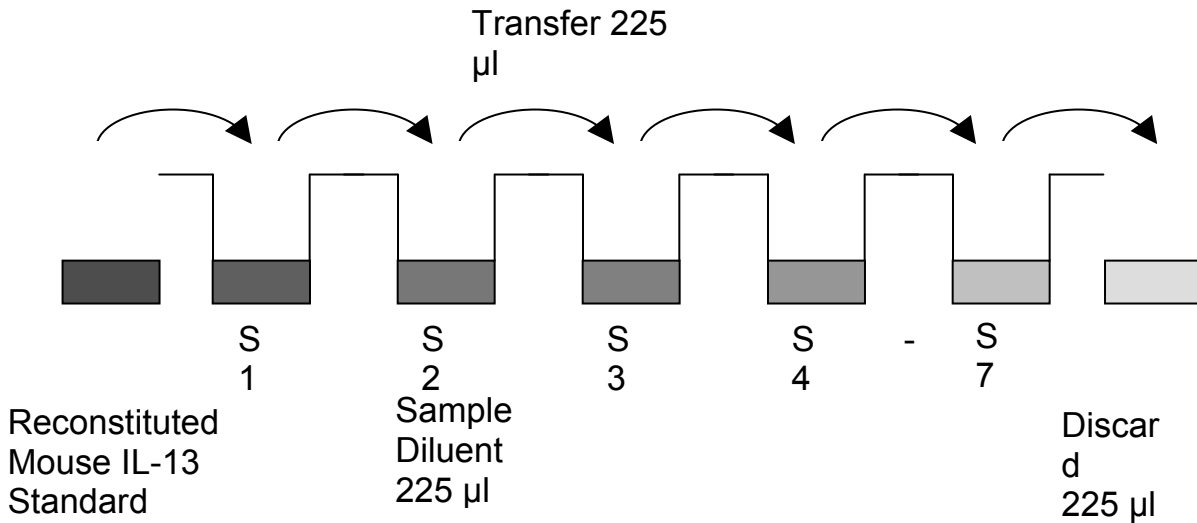 Transfer 225
µl
S
1
S
2
S
3
S
4
-
S
7
Reconstituted
Mouse IL-13
Standard
Sample
Diluent
225 µl
Discar
d
225 µl